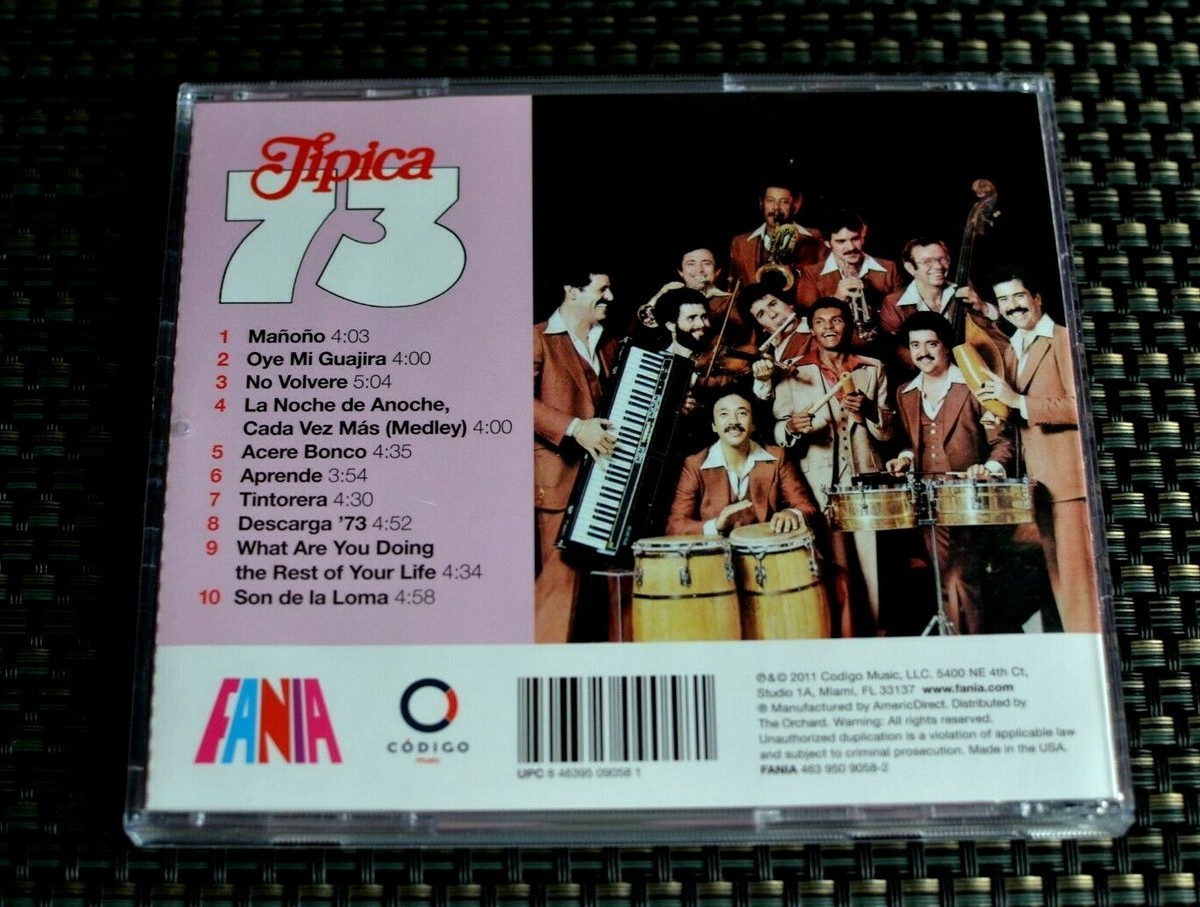 Típica
73
1 Mañoño 4:03
2 Oye Mi Guajira 4:00
3 No Volvere 5:04
4 La Noche de Anoche,
Cada Vez Más (Medley) 4:00
5 Acere Bonco 4:35
6 Aprende 3:54
7 Tintorera 4:30
8 Descarga '73 4:52
9 What Are You Doing
the Rest of Your Life 4:34
10 Son de la Loma 4:58
FANIA
CÓDIGO
music
UPC 8 46395 09058 1
℗&© 2011 Codigo Music, LLC. 5400 NE 4th Ct,
Studio 1A, Miami, FL 33137 www.fania.com
® Manufactured by AmericDirect. Distributed by
The Orchard. Warning: All rights reserved.
Unauthorized duplication is a violation of applicable law
and subject to criminal prosecution. Made in the USA.
FANIA 463 950 9058-2